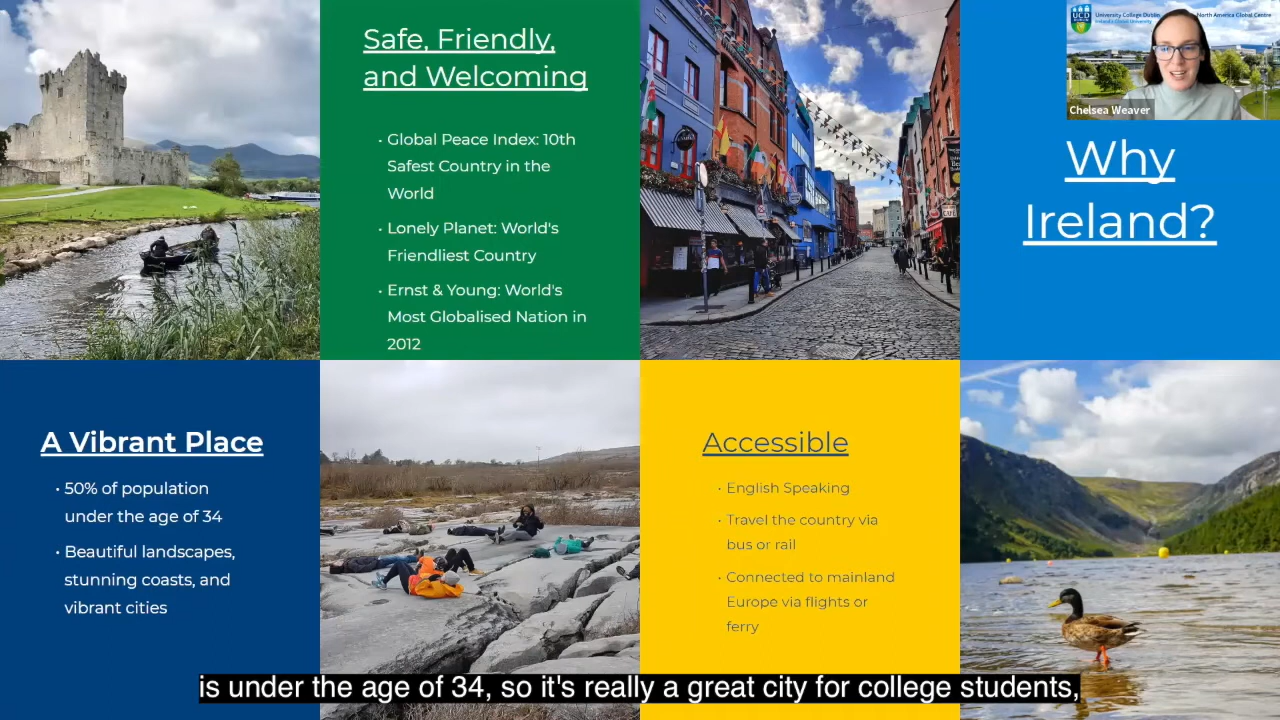 Safe, Friendly,
and Welcoming
· Global Peace Index: 10th
Safest Country in the
World
· Lonely Planet: World's
Friendliest Country
· Ernst & Young: World's
Most Globalised Nation in
2012
UCD
University College Dublin
Ireland's Global University
North America Global Centre
Chelsea Weaver
Why
Ireland?
A Vibrant Place
· 50% of population
under the age of 34
· Beautiful landscapes,
stunning coasts, and
vibrant cities
Accessible
· English Speaking
· Travel the country via
bus or rail
· Connected to mainland
Europe via flights or
ferry
is under the age of 34, so it's really a great city for college students,